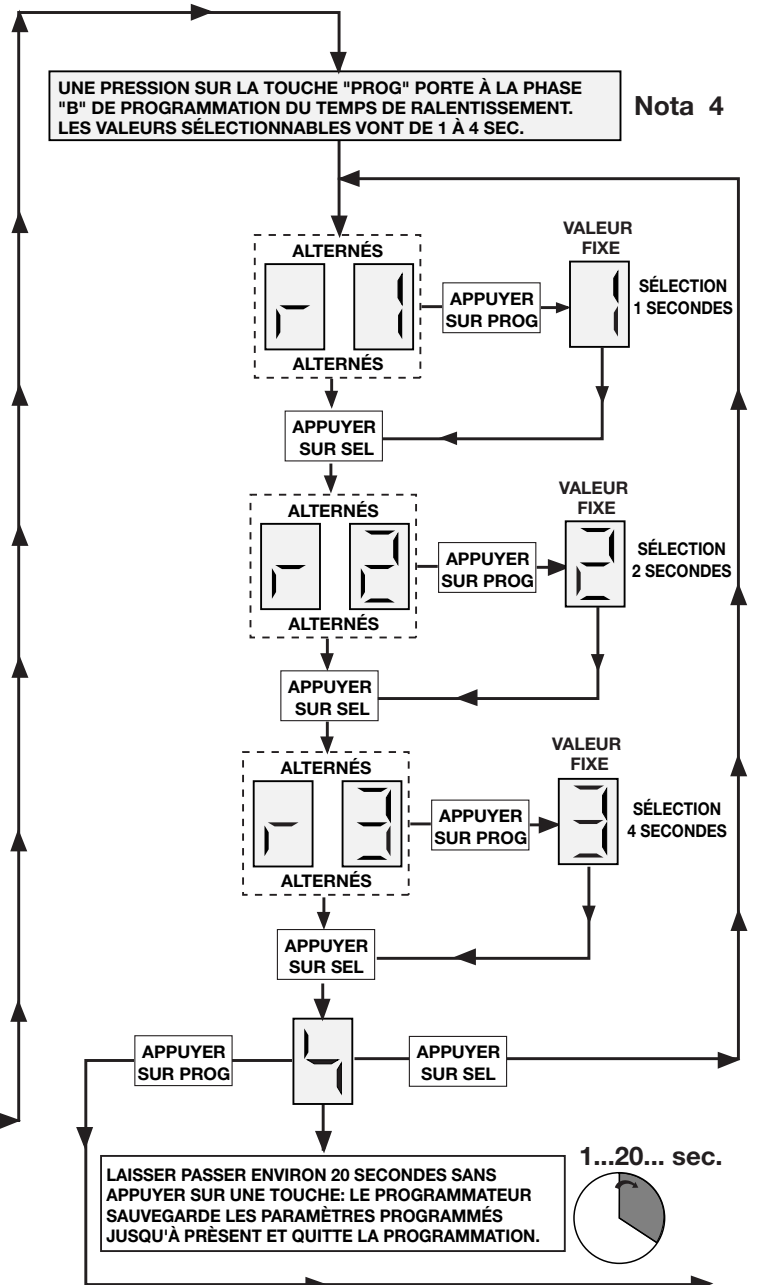 UNE PRESSION SUR LA TOUCHE "PROG" PORTE À LA PHASE
"B" DE PROGRAMMATION DU TEMPS DE RALENTISSEMENT.
LES VALEURS SÉLECTIONNABLES VONT DE 1 À 4 SEC.
Nota 4
ALTERNÉS
r 1
ALTERNÉS
APPUYER
SUR PROG
VALEUR
FIXE
1
SÉLECTION
1 SECONDES
APPUYER
SUR SEL
ALTERNÉS
r 2
ALTERNÉS
APPUYER
SUR PROG
VALEUR
FIXE
2
SÉLECTION
2 SECONDES
APPUYER
SUR SEL
ALTERNÉS
r 3
ALTERNÉS
APPUYER
SUR PROG
VALEUR
FIXE
3
SÉLECTION
4 SECONDES
APPUYER
SUR SEL
APPUYER
SUR PROG
4
APPUYER
SUR SEL
LAISSER PASSER ENVIRON 20 SECONDES SANS
APPUYER SUR UNE TOUCHE: LE PROGRAMMATEUR
SAUVEGARDE LES PARAMÈTRES PROGRAMMÉS
JUSQU'À PRÈSENT ET QUITTE LA PROGRAMMATION.
1...20... sec.